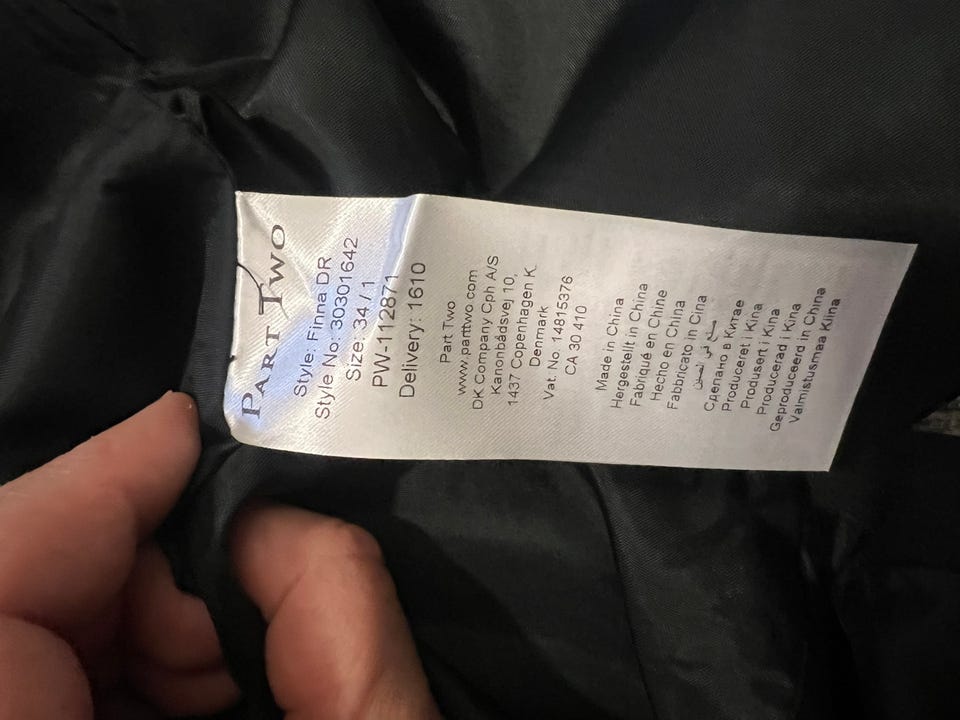 PART TWO
Style: Finna DR
Style No: 30301642
Size: 34 / 1
PW-112871
Delivery: 1610
Part Two
www.parttwo.com
DK Company Cph A/S
Kanonbådsvej 10,
1437 Copenhagen K.
Denmark
Vat. No. 14815376
CA 30 410
Made in China
Hergestellt in China
Fabriqué en Chine
Hecho en China
Fabbricato in Cina
صنع في الصين
Сделано в Китае
Produceret i Kina
Produsert i Kina
Producerad i Kina
Geproduceerd in China
Valmistusmaa Kiina